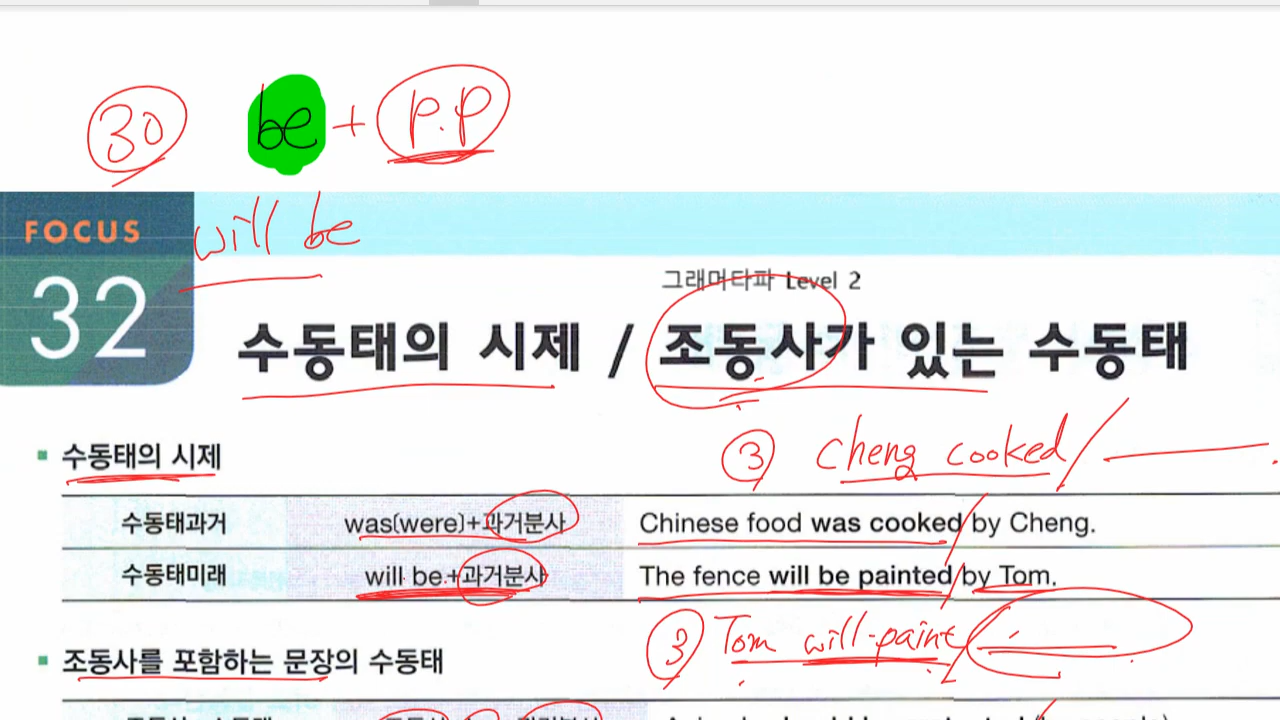 30 be + p.p
FOCUS
will be
32
그래머타파 Level 2
수동태의 시제 / 조동사가 있는 수동태
수동태의 시제
③ Cheng cooked /
수동태과거 was(were)+과거분사 Chinese food was cooked by Cheng.
수동태미래 will be+과거분사 The fence will be painted by Tom.
③ Tom will paint
조동사를 포함하는 문장의 수동태